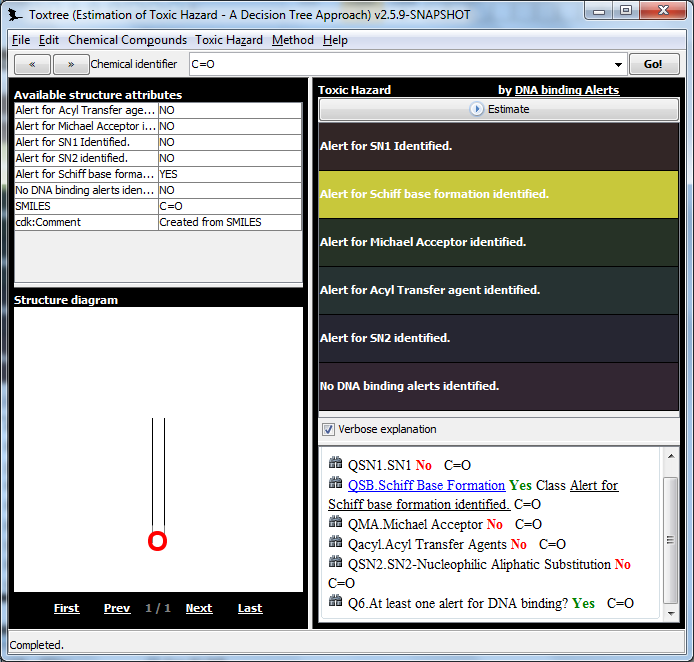 Toxtree (Estimation of Toxic Hazard - A Decision Tree Approach) v2.5.9-SNAPSHOT
File Edit Chemical Compounds Toxic Hazard Method Help
« » Chemical identifier C=O Go!
Available structure attributes
Alert for Acyl Transfer age... NO
Alert for Michael Acceptor i... NO
Alert for SN1 Identified. NO
Alert for SN2 identified. NO
Alert for Schiff base forma... YES
No DNA binding alerts iden... NO
SMILES C=O
cdk:Comment Created from SMILES
Structure diagram
O
First Prev 1 / 1 Next Last
Toxic Hazard by DNA binding Alerts
Estimate
Alert for SN1 Identified.
Alert for Schiff base formation identified.
Alert for Michael Acceptor identified.
Alert for Acyl Transfer agent identified.
Alert for SN2 identified.
No DNA binding alerts identified.
Verbose explanation
QSN1.SN1 No C=O
QSB.Schiff Base Formation Yes Class Alert for
Schiff base formation identified. C=O
QMA.Michael Acceptor No C=O
Qacyl.Acyl Transfer Agents No C=O
QSN2.SN2-Nucleophilic Aliphatic Substitution No
C=O
Q6.At least one alert for DNA binding? Yes C=O
Completed.